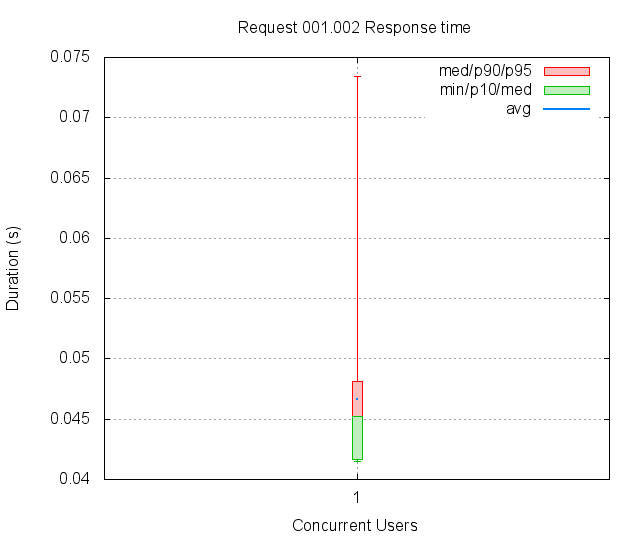 Request 001.002 Response time
0.075
0.07
0.065
0.06
0.055
0.05
0.045
0.04
Duration (s)
med/p90/p95
min/p10/med
avg
1
Concurrent Users